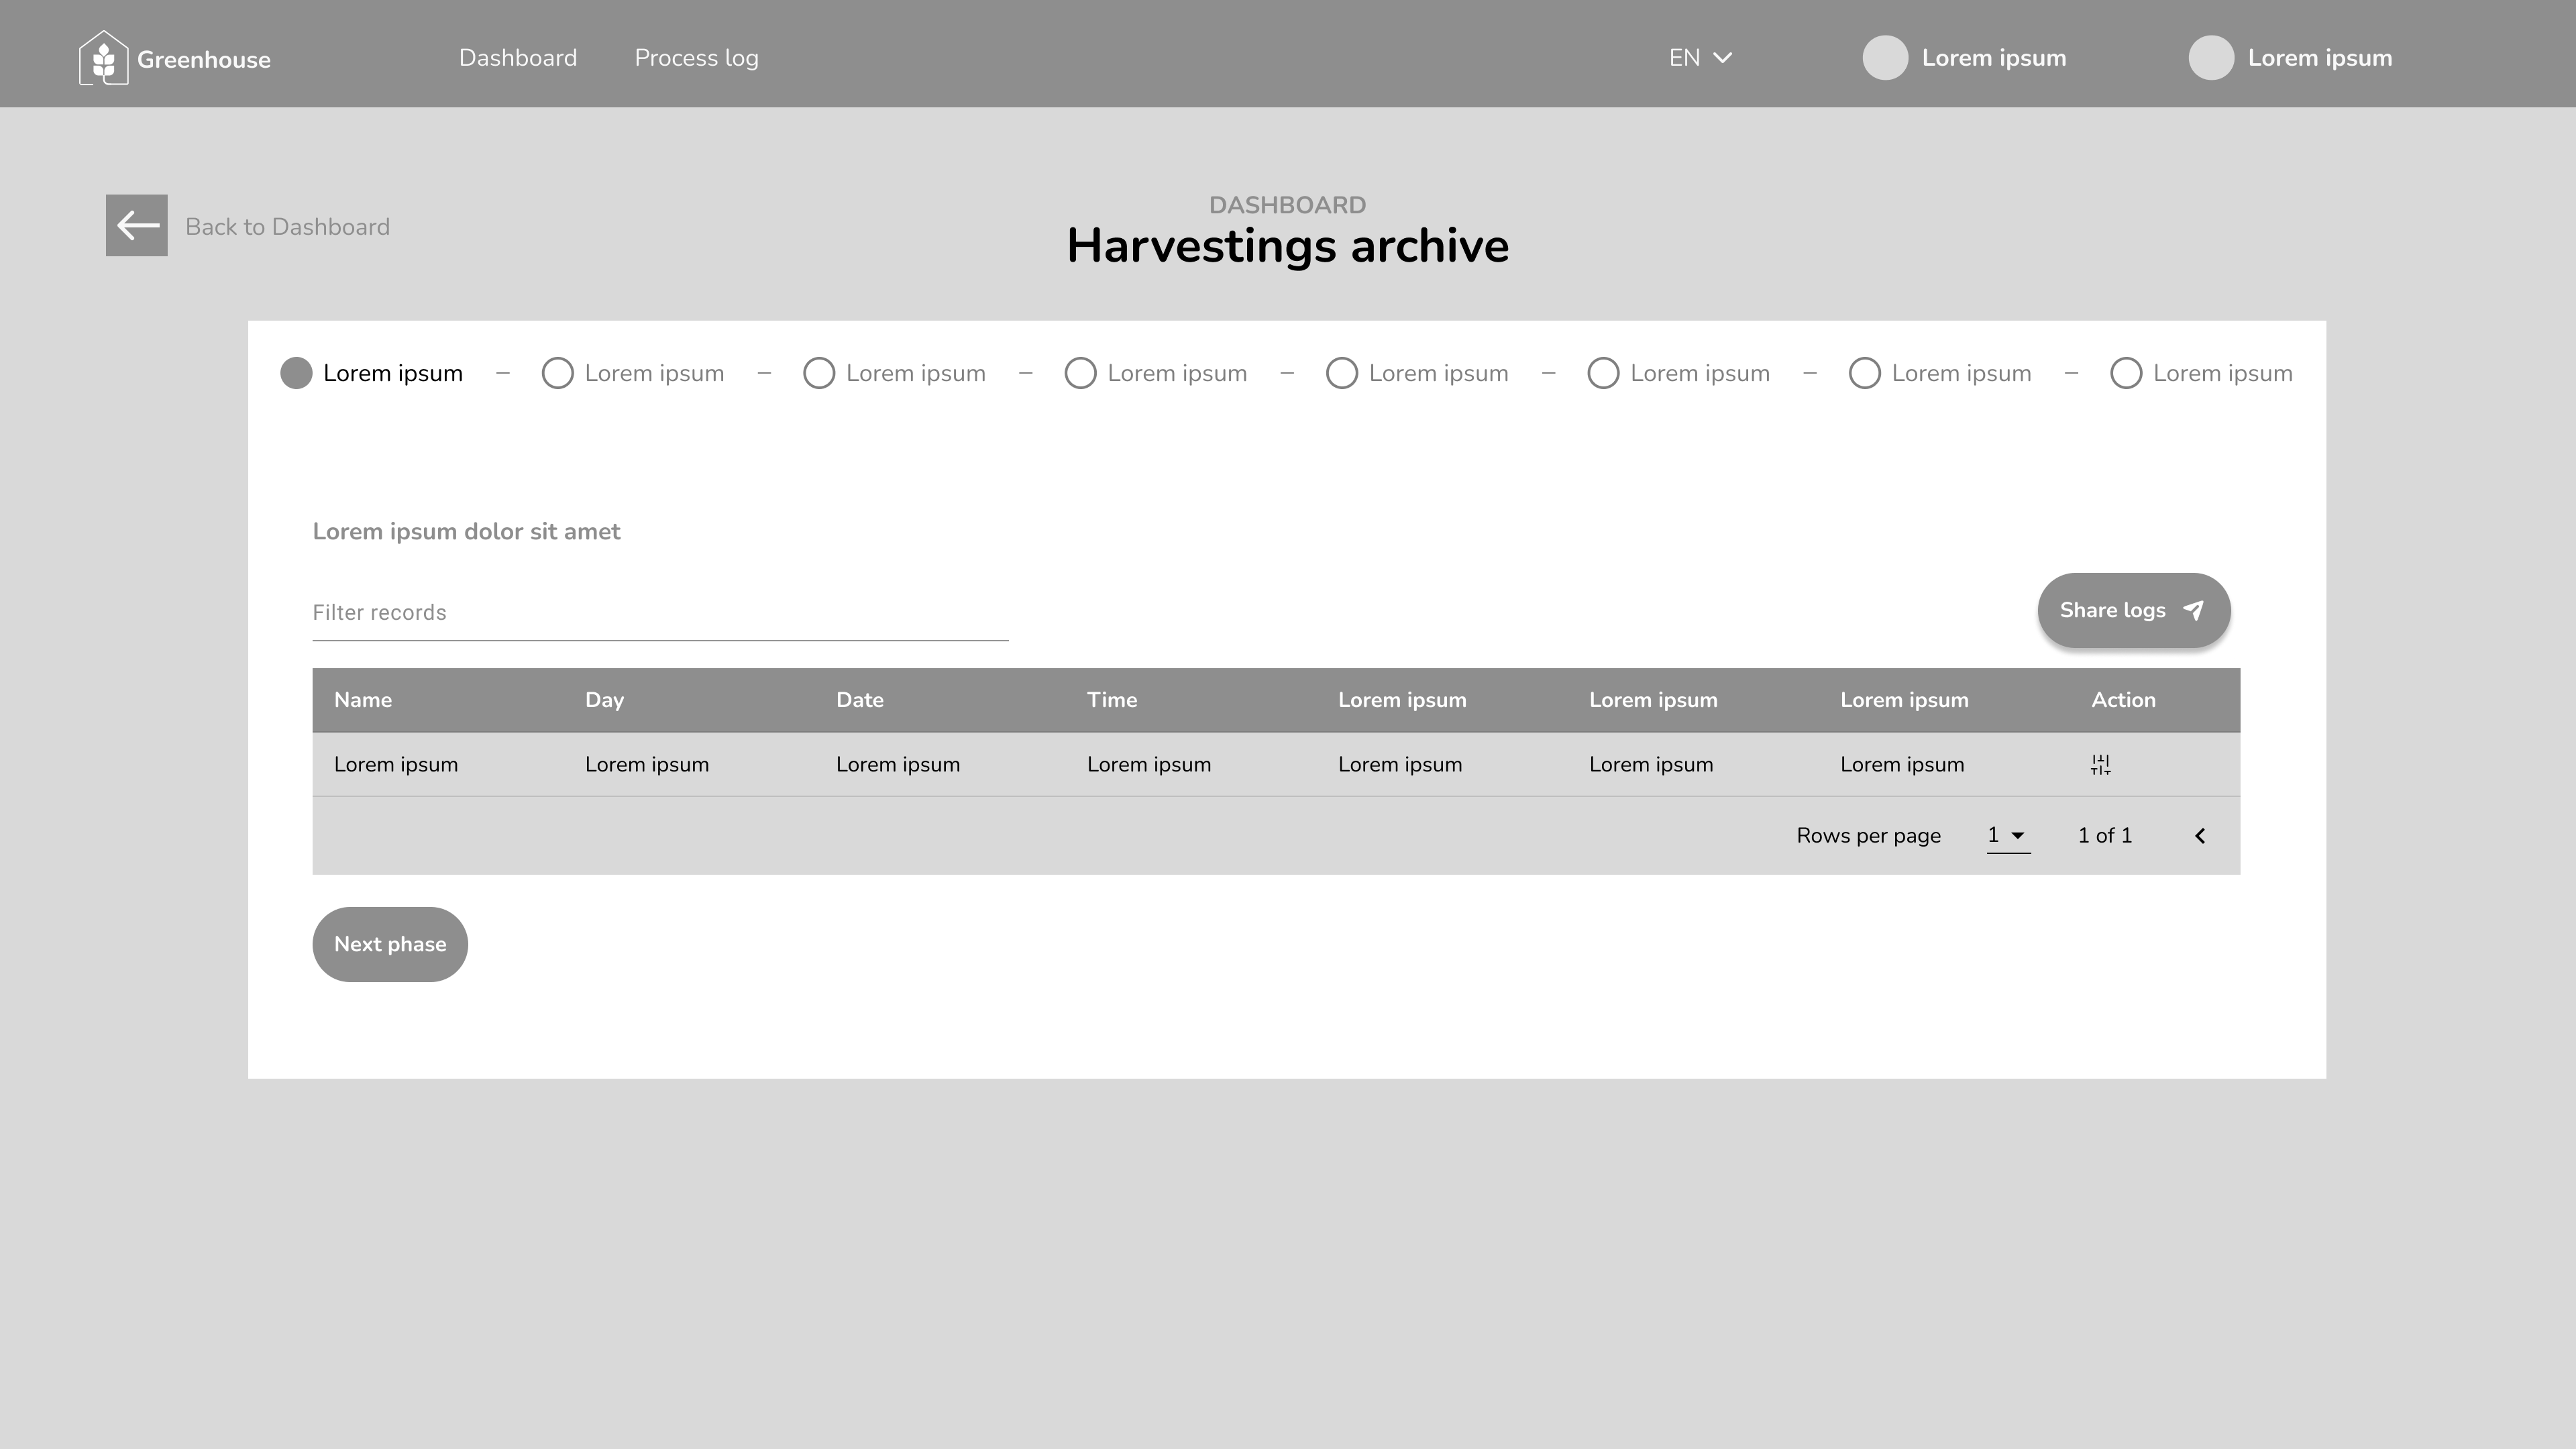 Greenhouse Dashboard Process log EN Lorem ipsum Lorem ipsum
DASHBOARD
Back to Dashboard
Harvestings archive
Lorem ipsum – Lorem ipsum – Lorem ipsum – Lorem ipsum – Lorem ipsum – Lorem ipsum – Lorem ipsum – Lorem ipsum
Lorem ipsum dolor sit amet
Filter records
Share logs
Name Day Date Time Lorem ipsum Lorem ipsum Lorem ipsum Action
Lorem ipsum Lorem ipsum Lorem ipsum Lorem ipsum Lorem ipsum Lorem ipsum Lorem ipsum
Rows per page 1 1 of 1
Next phase